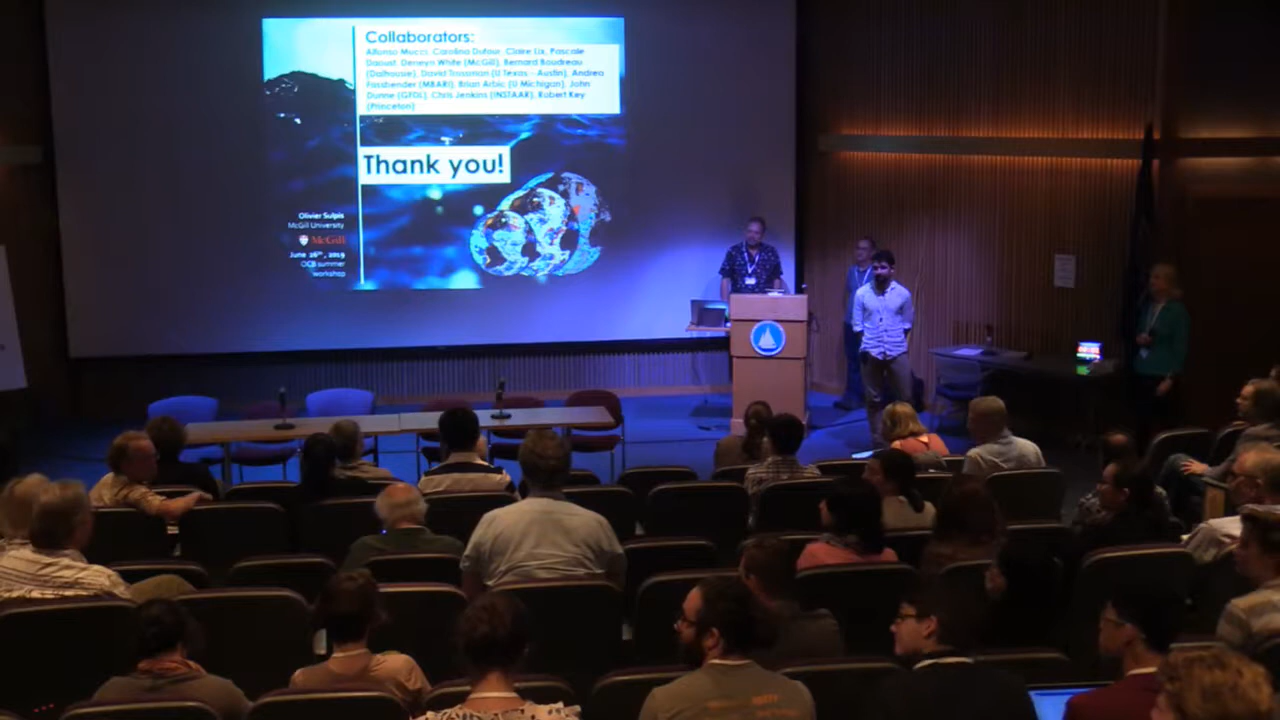 Collaborators:
Alfonso Mucci, Carolina Dufour, Claire Lix, Pascale
Daoust, Derwyn White (McGill), Bernard Boudreau
(Dalhousie), David Trossman (U Texas - Austin), Andrea
Fassbender (MBARI), Brian Arbic (U Michigan), John
Dunne (GFDL), Chris Jenkins (INSTAAR), Robert Key
(Princeton)
Thank you!
Olivier Sulpis
McGill University
McGill
June 26th, 2019
OCB summer
workshop